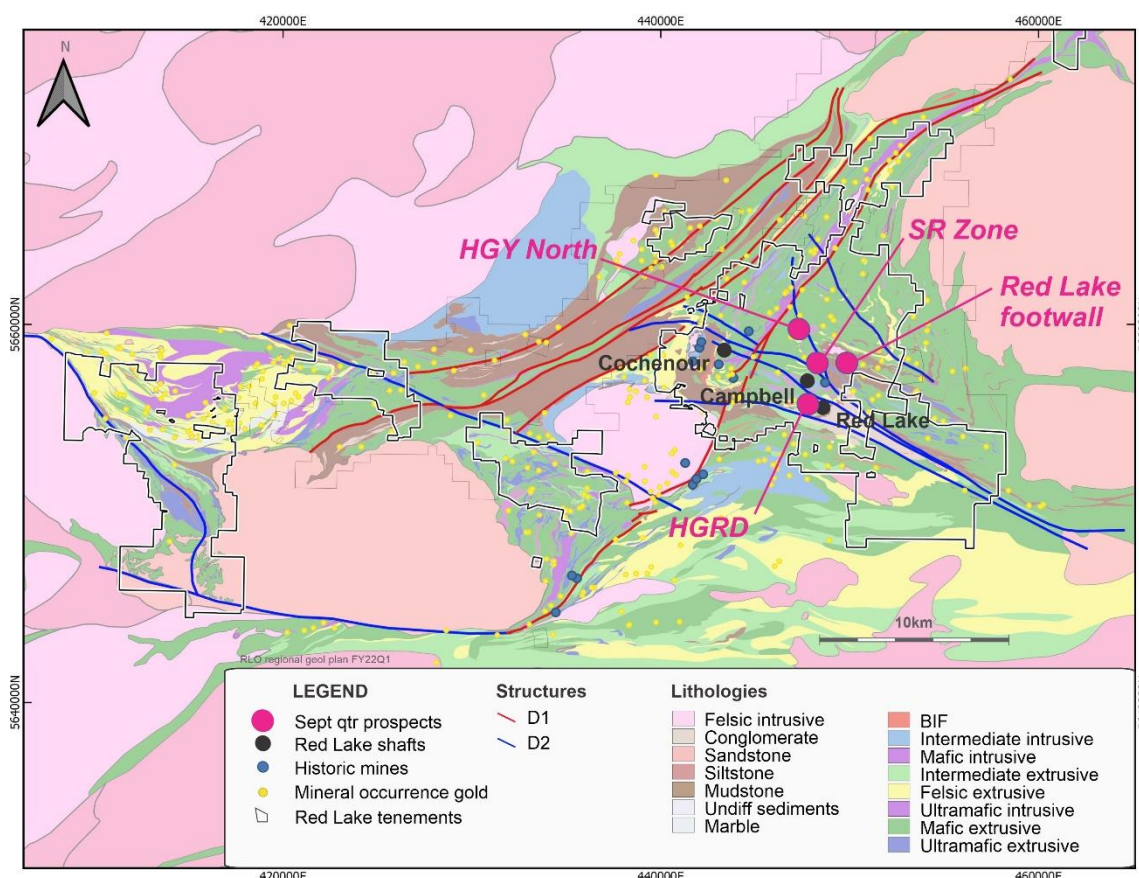 420000E
440000E
460000E
N
HGY North
SR Zone
Red Lake
footwall
5660000N
Cochenour
Campbell
Red Lake
HGRD
10km
RLO regional geol plan FY22Q1
5640000N
LEGEND
Sept qtr prospects
Red Lake shafts
Historic mines
Mineral occurrence gold
Red Lake tenements
Structures
D1
D2
Lithologies
Felsic intrusive
Conglomerate
Sandstone
Siltstone
Mudstone
Undiff sediments
Marble
BIF
Intermediate intrusive
Mafic intrusive
Intermediate extrusive
Felsic extrusive
Ultramafic intrusive
Mafic extrusive
Ultramafic extrusive
420000E
440000E
460000E